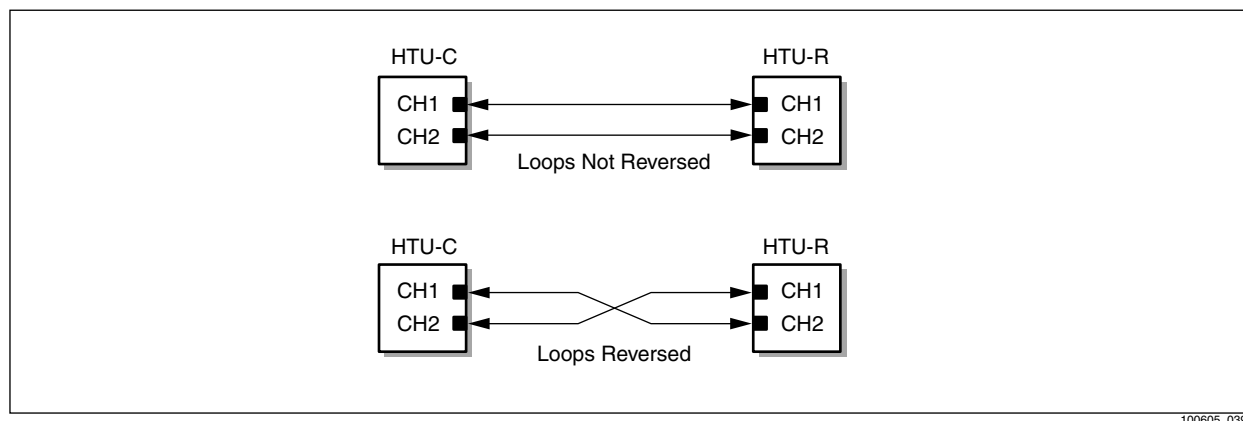 HTU-C HTU-R
CH1 CH1
CH2 CH2
Loops Not Reversed
HTU-C HTU-R
CH1 CH1
CH2 CH2
Loops Reversed